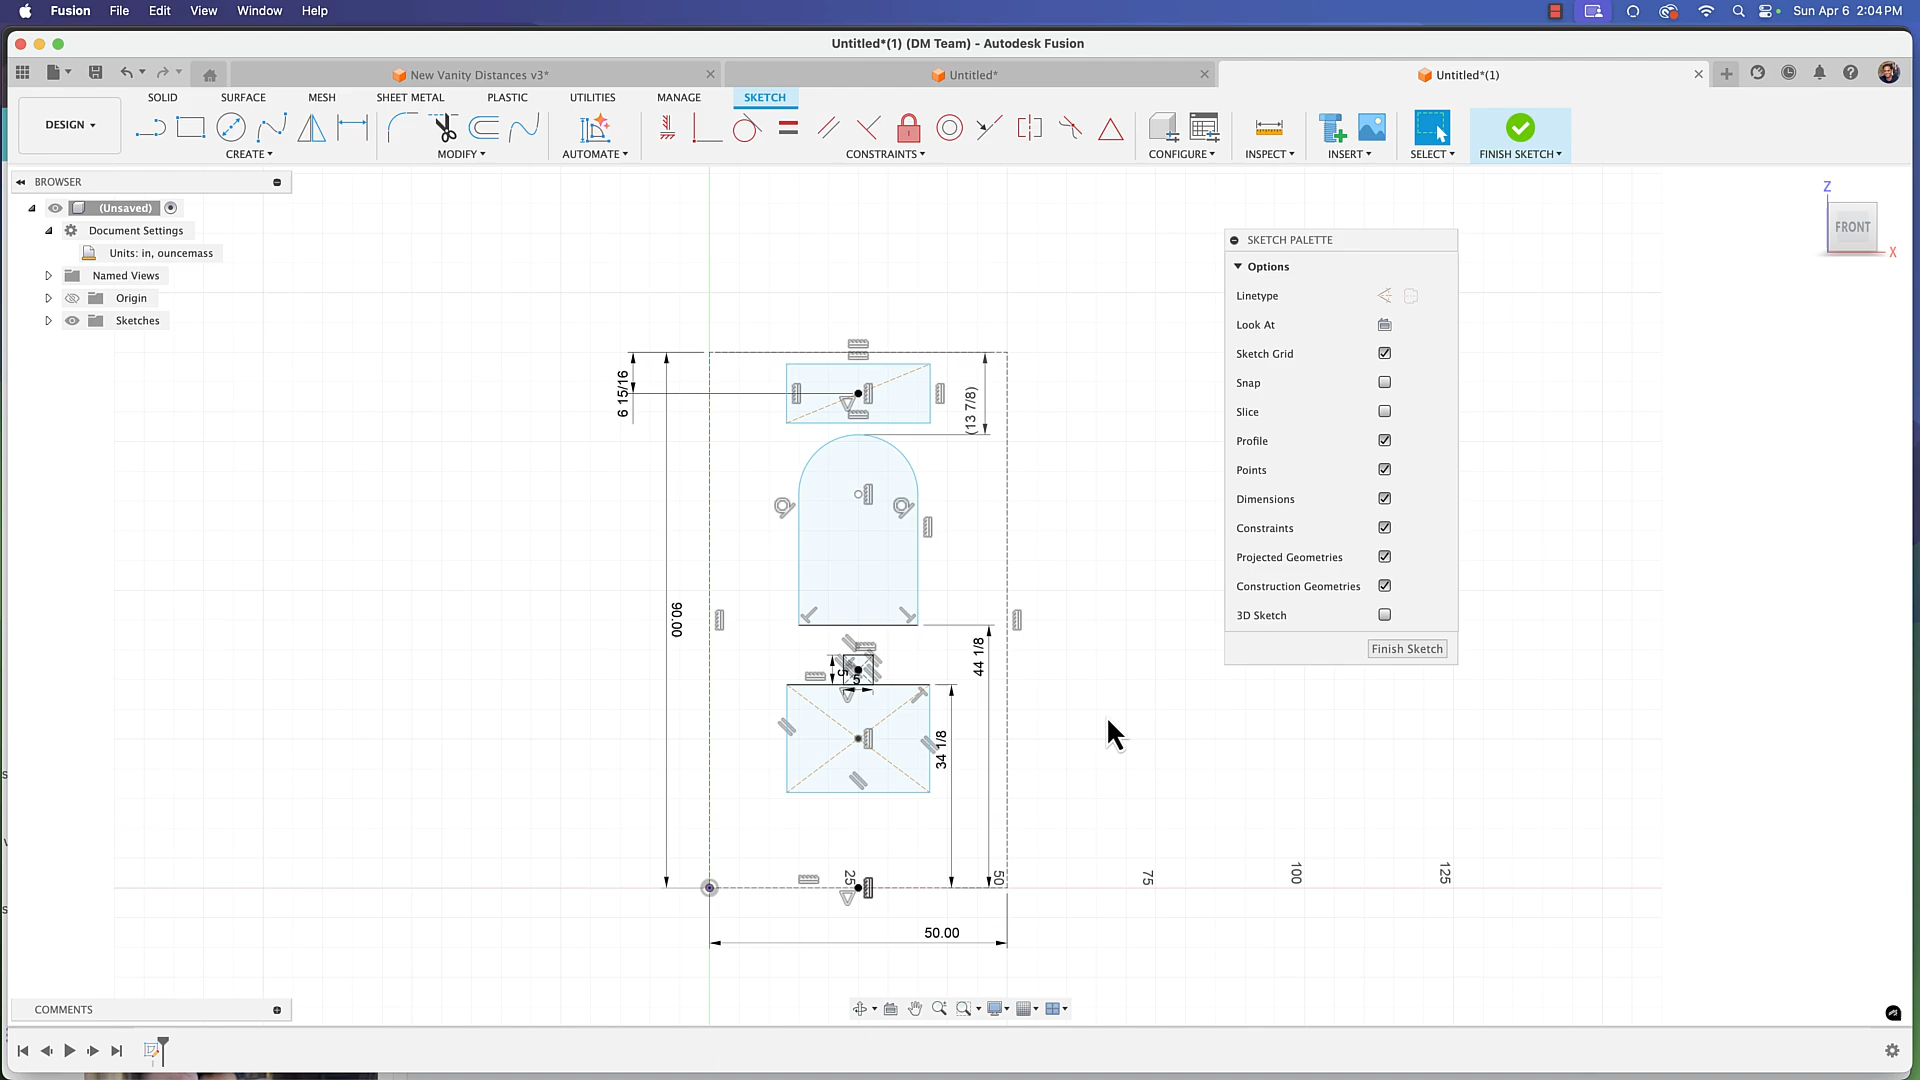 Fusion File Edit View Window Help Sun Apr 6 2:04 PM
Untitled*(1) (DM Team) - Autodesk Fusion
New Vanity Distances v3* Untitled* Untitled*(1)
SOLID SURFACE MESH SHEET METAL PLASTIC UTILITIES MANAGE SKETCH
DESIGN
CREATE MODIFY AUTOMATE CONSTRAINTS CONFIGURE INSPECT INSERT SELECT FINISH SKETCH
BROWSER
(Unsaved)
Document Settings
Units: in, ouncemass
Named Views
Origin
Sketches
Z
FRONT
X
SKETCH PALETTE
Options
Linetype
Look At
Sketch Grid
Snap
Slice
Profile
Points
Dimensions
Constraints
Projected Geometries
Construction Geometries
3D Sketch
Finish Sketch
6 15/16
(13 7/8)
90.00
44 1/8
5
5
34 1/8
25
50
75
100
125
50.00
COMMENTS